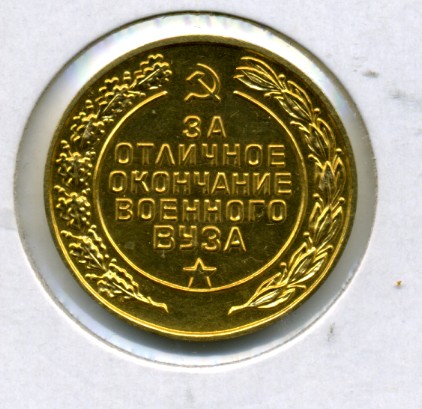 ЗА
ОТЛИЧНОЕ
ОКОНЧАНИЕ
ВОЕННОГО
ВУЗА